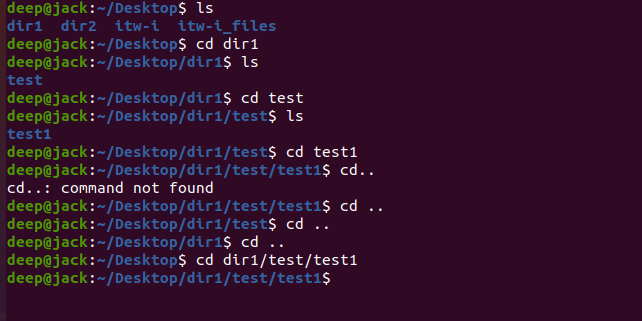 deep@jack:~/Desktop$ ls
dir1  dir2  itw-i  itw-i_files
deep@jack:~/Desktop$ cd dir1
deep@jack:~/Desktop/dir1$ ls
test
deep@jack:~/Desktop/dir1$ cd test
deep@jack:~/Desktop/dir1/test$ ls
test1
deep@jack:~/Desktop/dir1/test$ cd test1
deep@jack:~/Desktop/dir1/test/test1$ cd..
cd..: command not found
deep@jack:~/Desktop/dir1/test/test1$ cd ..
deep@jack:~/Desktop/dir1/test$ cd ..
deep@jack:~/Desktop/dir1$ cd ..
deep@jack:~/Desktop$ cd dir1/test/test1
deep@jack:~/Desktop/dir1/test/test1$